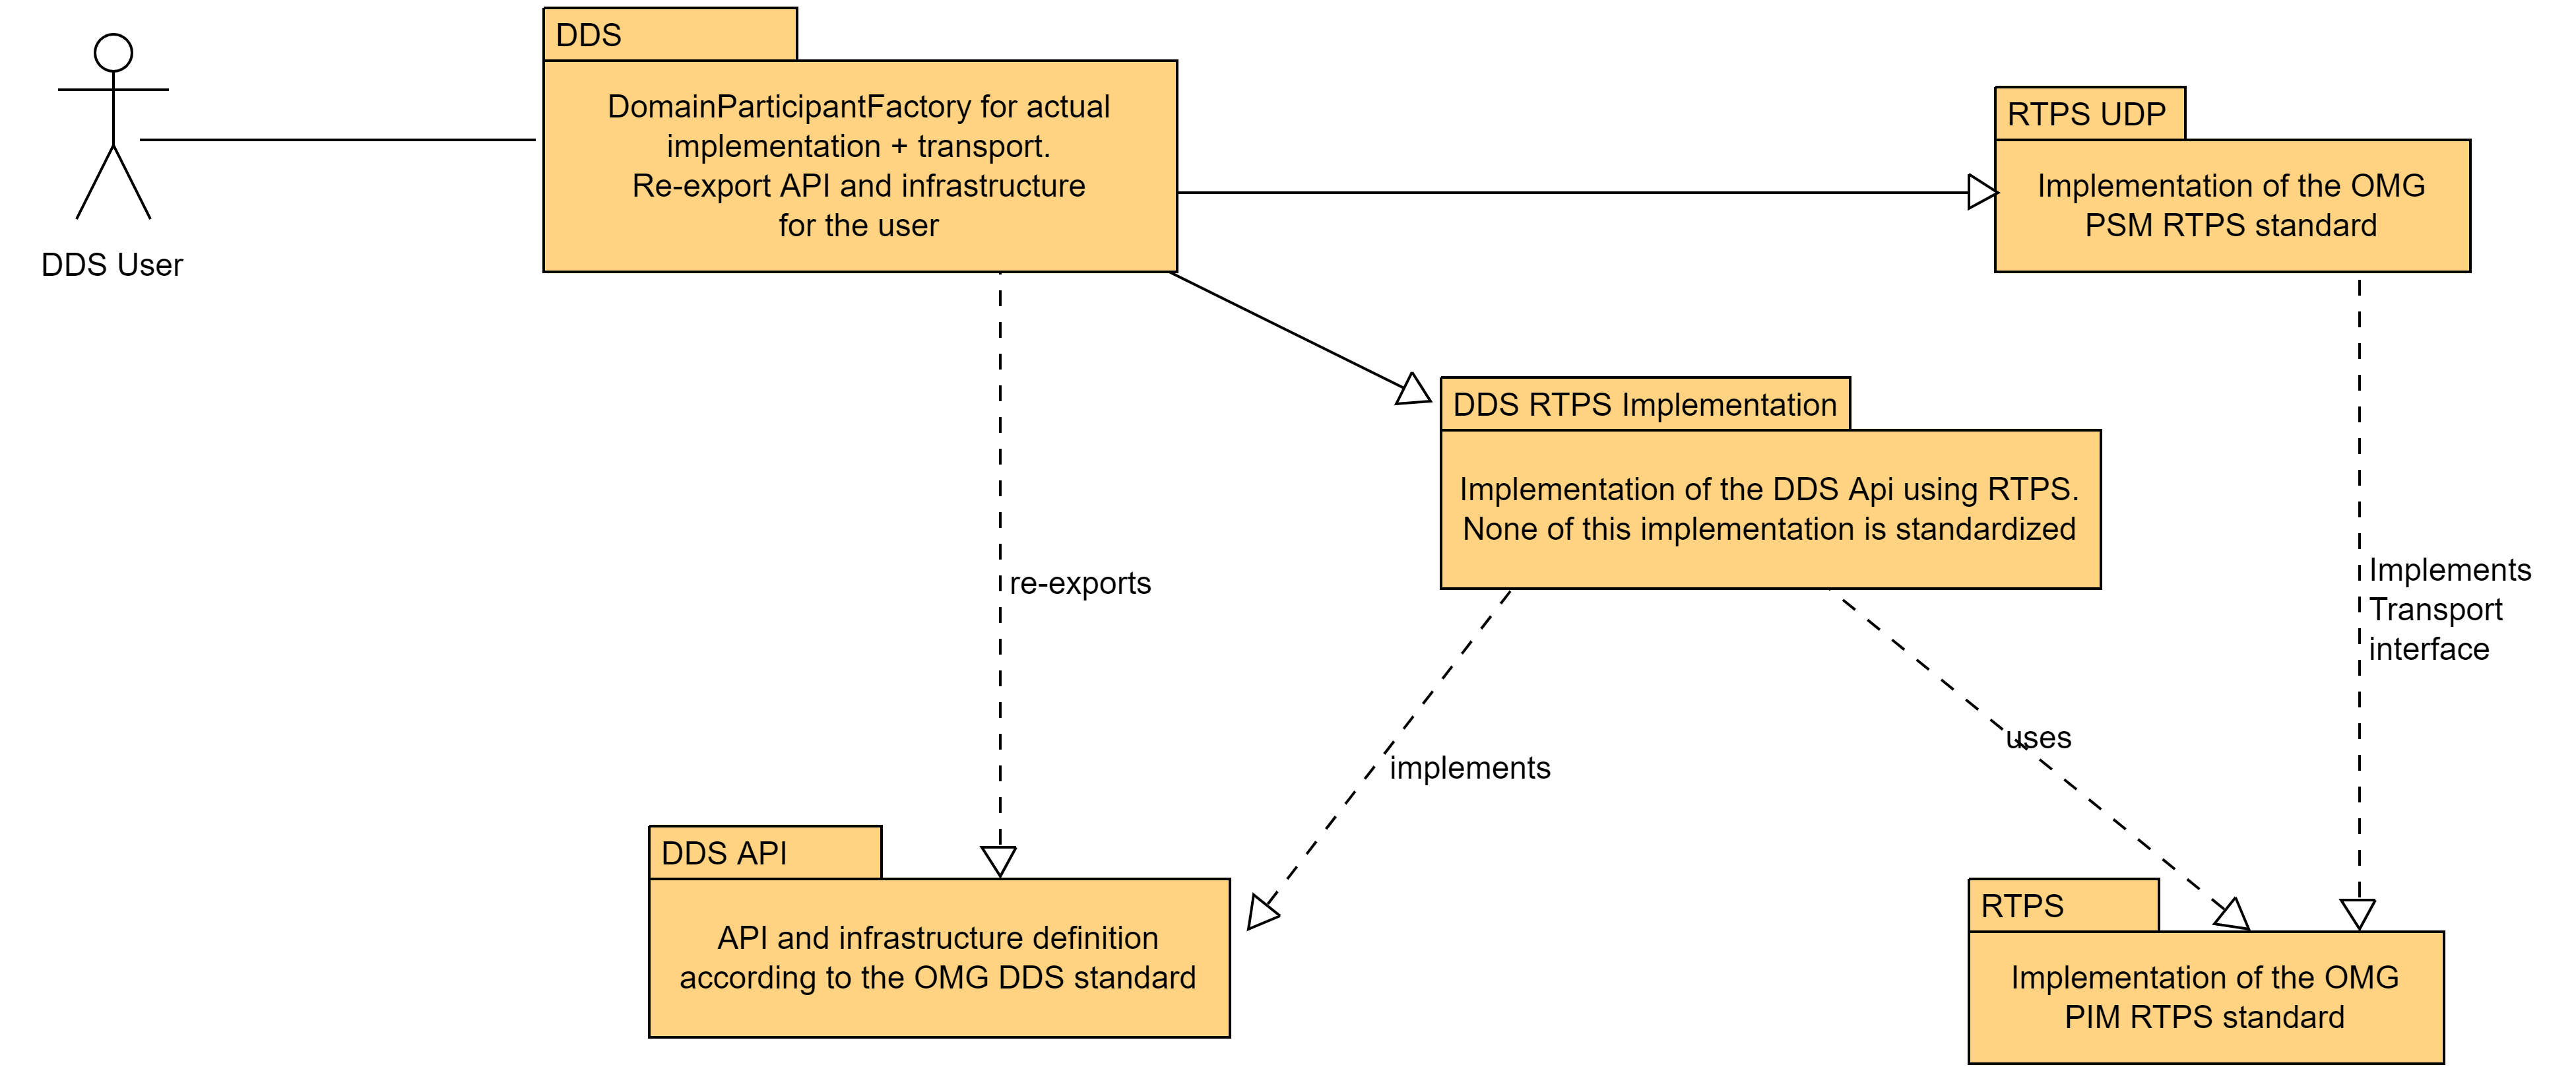 DDS
DomainParticipantFactory for actual
implementation + transport.
Re-export API and infrastructure
for the user
DDS User
RTPS UDP
Implementation of the OMG
PSM RTPS standard
DDS RTPS Implementation
Implementation of the DDS Api using RTPS.
None of this implementation is standardized
re-exports
Implements
Transport
interface
uses
implements
DDS API
API and infrastructure definition
according to the OMG DDS standard
RTPS
Implementation of the OMG
PIM RTPS standard